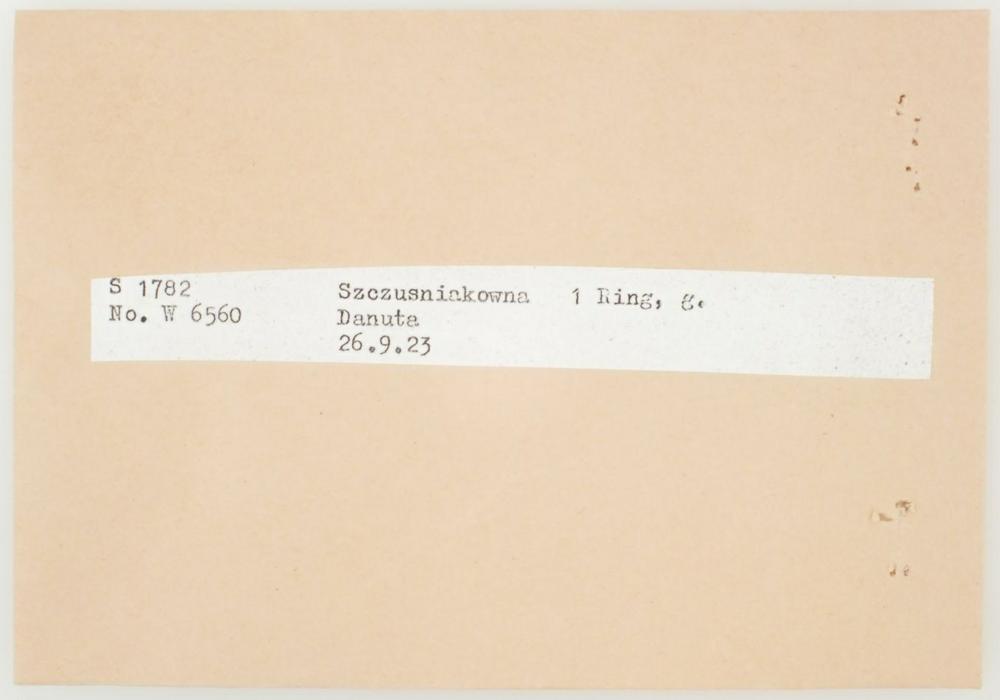 S 1782 Szczusniakowna 1 Ring, g.
No. W 6560 Danuta
26.9.23